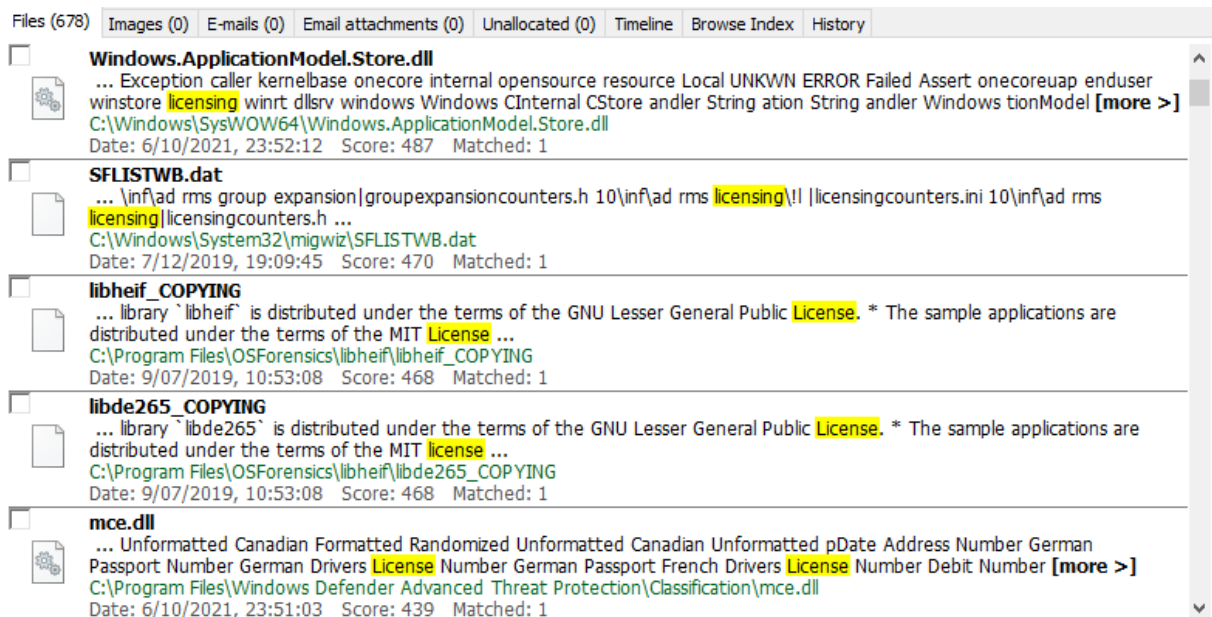 Files (678) Images (0) E-mails (0) Email attachments (0) Unallocated (0) Timeline Browse Index History
Windows.ApplicationModel.Store.dll
... Exception caller kernelbase onecore internal opensource resource Local UNKWN ERROR Failed Assert onecoreuap enduser
winstore licensing winrt dllsrv windows Windows CInternal CStore andler String ation String andler Windows tionModel [more >]
C:\Windows\SysWOW64\Windows.ApplicationModel.Store.dll
Date: 6/10/2021, 23:52:12 Score: 487 Matched: 1
SFLISTWB.dat
... \inf\ad rms group expansion|groupexpansioncounters.h 10\inf\ad rms licensing\!l |licensingcounters.ini 10\inf\ad rms
licensing|licensingcounters.h ...
C:\Windows\System32\migwiz\SFLISTWB.dat
Date: 7/12/2019, 19:09:45 Score: 470 Matched: 1
libheif_COPYING
... library `libheif` is distributed under the terms of the GNU Lesser General Public License. * The sample applications are
distributed under the terms of the MIT License ...
C:\Program Files\OSForensics\libheif\libheif_COPYING
Date: 9/07/2019, 10:53:08 Score: 468 Matched: 1
libde265_COPYING
... library `libde265` is distributed under the terms of the GNU Lesser General Public License. * The sample applications are
distributed under the terms of the MIT license ...
C:\Program Files\OSForensics\libheif\libde265_COPYING
Date: 9/07/2019, 10:53:08 Score: 468 Matched: 1
mce.dll
... Unformatted Canadian Formatted Randomized Unformatted Canadian Unformatted pDate Address Number German
Passport Number German Drivers License Number German Passport French Drivers License Number Debit Number [more >]
C:\Program Files\Windows Defender Advanced Threat Protection\Classification\mce.dll
Date: 6/10/2021, 23:51:03 Score: 439 Matched: 1